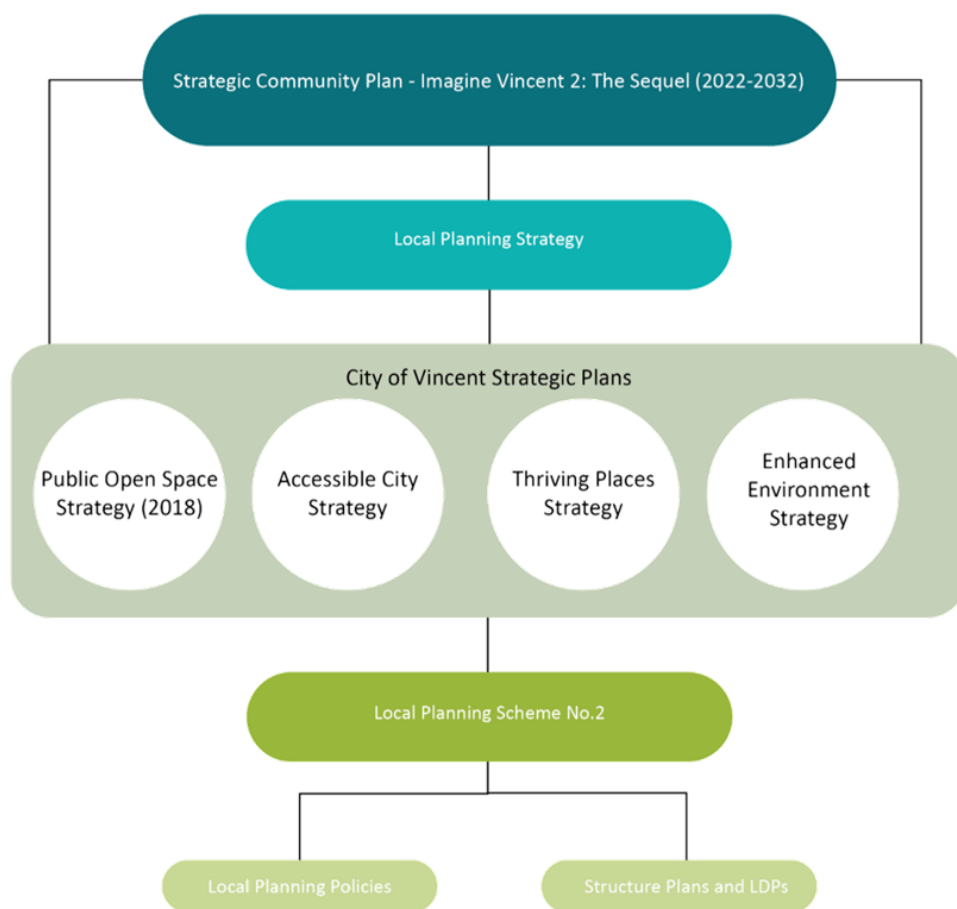 Strategic Community Plan - Imagine Vincent 2: The Sequel (2022-2032)
Local Planning Strategy
City of Vincent Strategic Plans
Public Open Space
Strategy (2018)
Accessible City
Strategy
Thriving Places
Strategy
Enhanced
Environment
Strategy
Local Planning Scheme No.2
Local Planning Policies
Structure Plans and LDPs